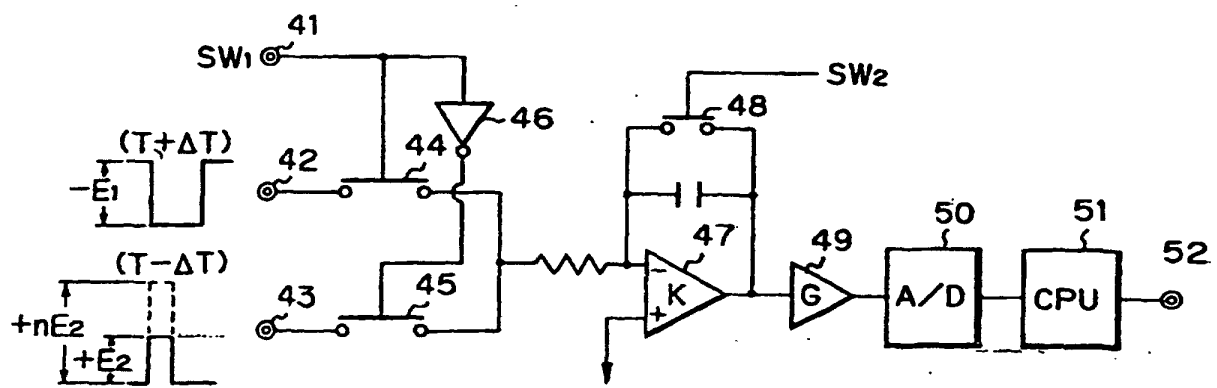 41
SW1
46
SW2
48
(T+ΔT)
42
44
-E1
47
49
50
51
52
(T-ΔT)
43
45
K
G
A/D
CPU
+nE2
+E2
-
+